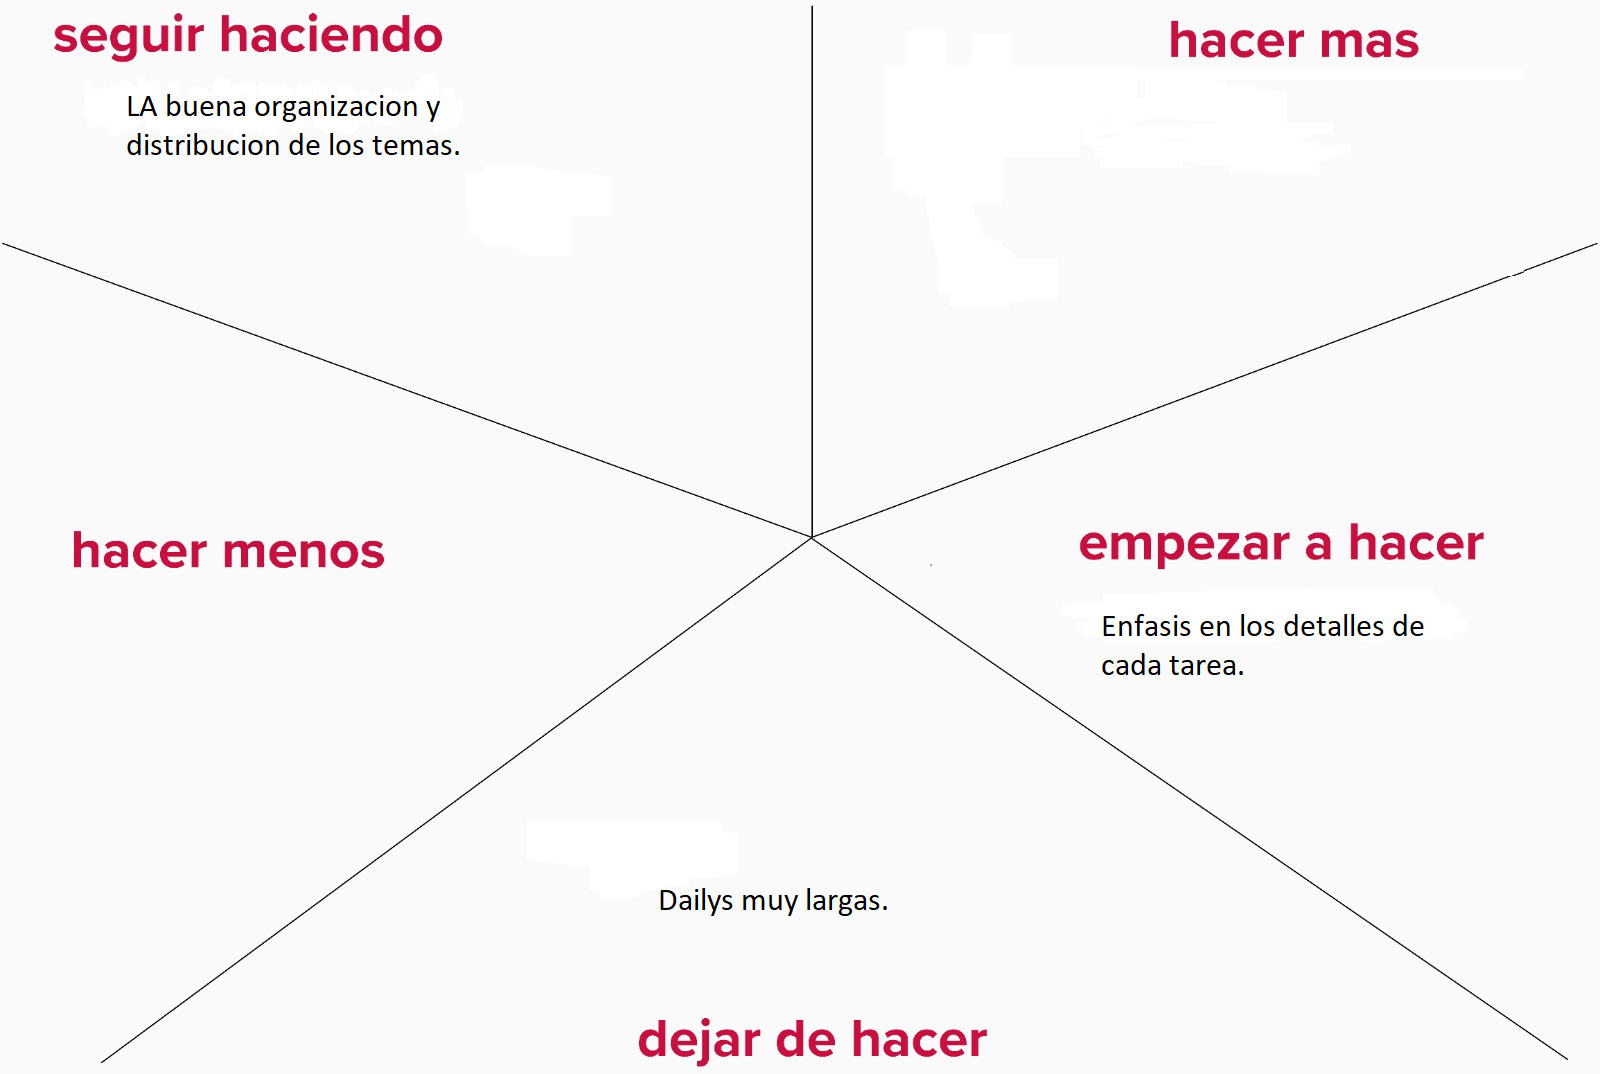 seguir haciendo
LA buena organizacion y
distribucion de los temas.
hacer mas
hacer menos
empezar a hacer
Enfasis en los detalles de
cada tarea.
Dailys muy largas.
dejar de hacer